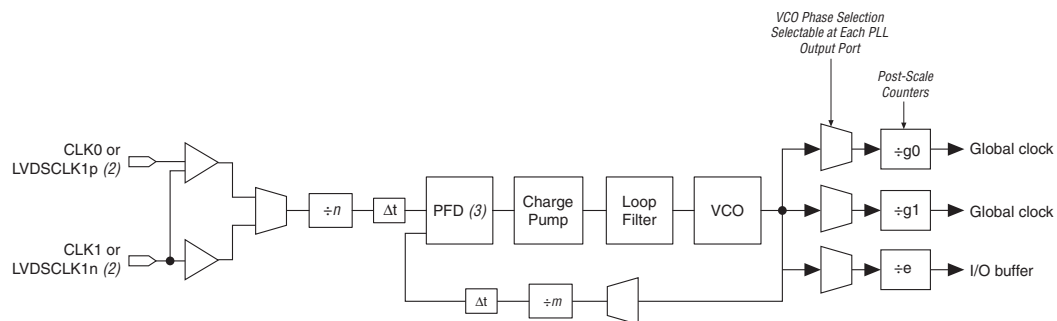 VCO Phase Selection
Selectable at Each PLL
Output Port
Post-Scale
Counters
CLK0 or
LVDSCLK1p (2)
÷g0
Global clock
÷n
Δt
PFD (3)
Charge
Pump
Loop
Filter
VCO
÷g1
Global clock
CLK1 or
LVDSCLK1n (2)
÷e
I/O buffer
Δt
÷m